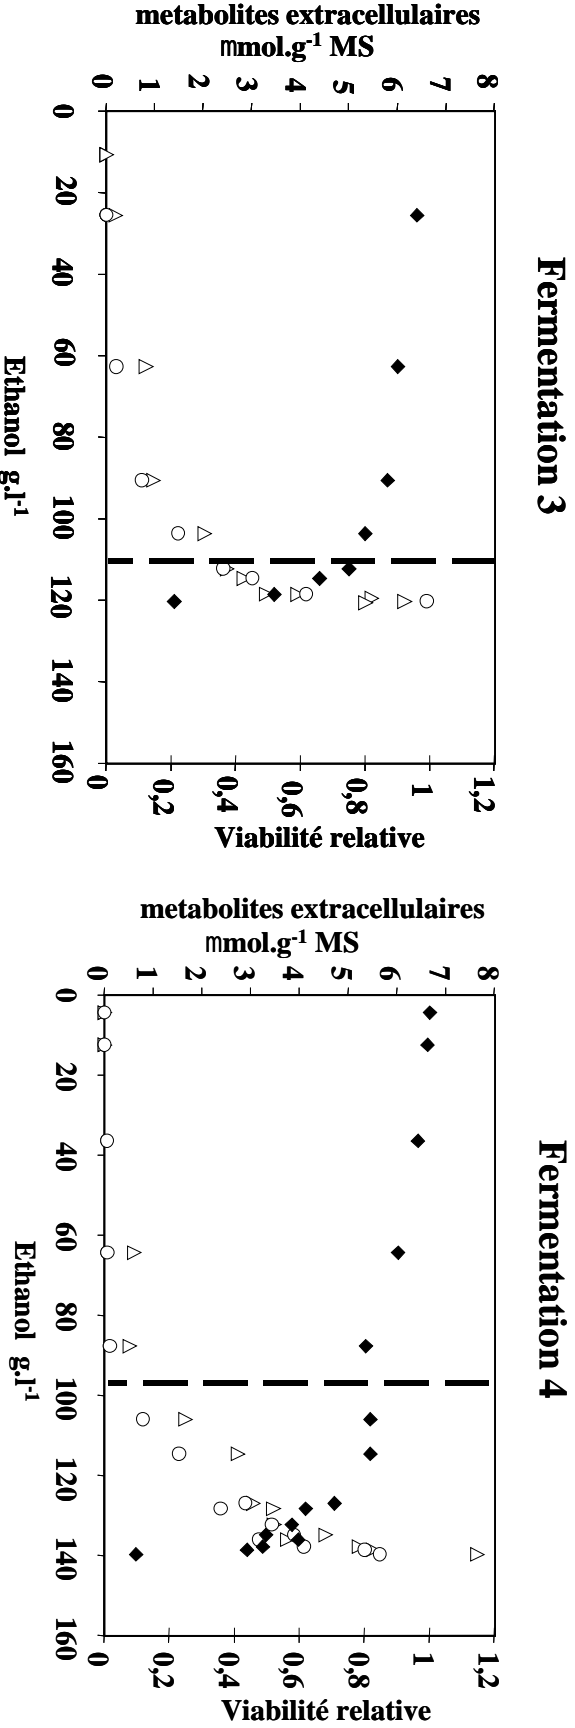 Fermentation 3
metabolites extracellulaires
mmol.g-1 MS
8
7
6
5
4
3
2
1
0
0 20 40 60 80 100 120 140 160
Ethanol g.l-1
1,2
1
0,8
0,6
0,4
0,2
0
Viabilité relative
Fermentation 4
metabolites extracellulaires
mmol.g-1 MS
8
7
6
5
4
3
2
1
0
0 20 40 60 80 100 120 140 160
Ethanol g.l-1
1,2
1
0,8
0,6
0,4
0,2
0
Viabilité relative